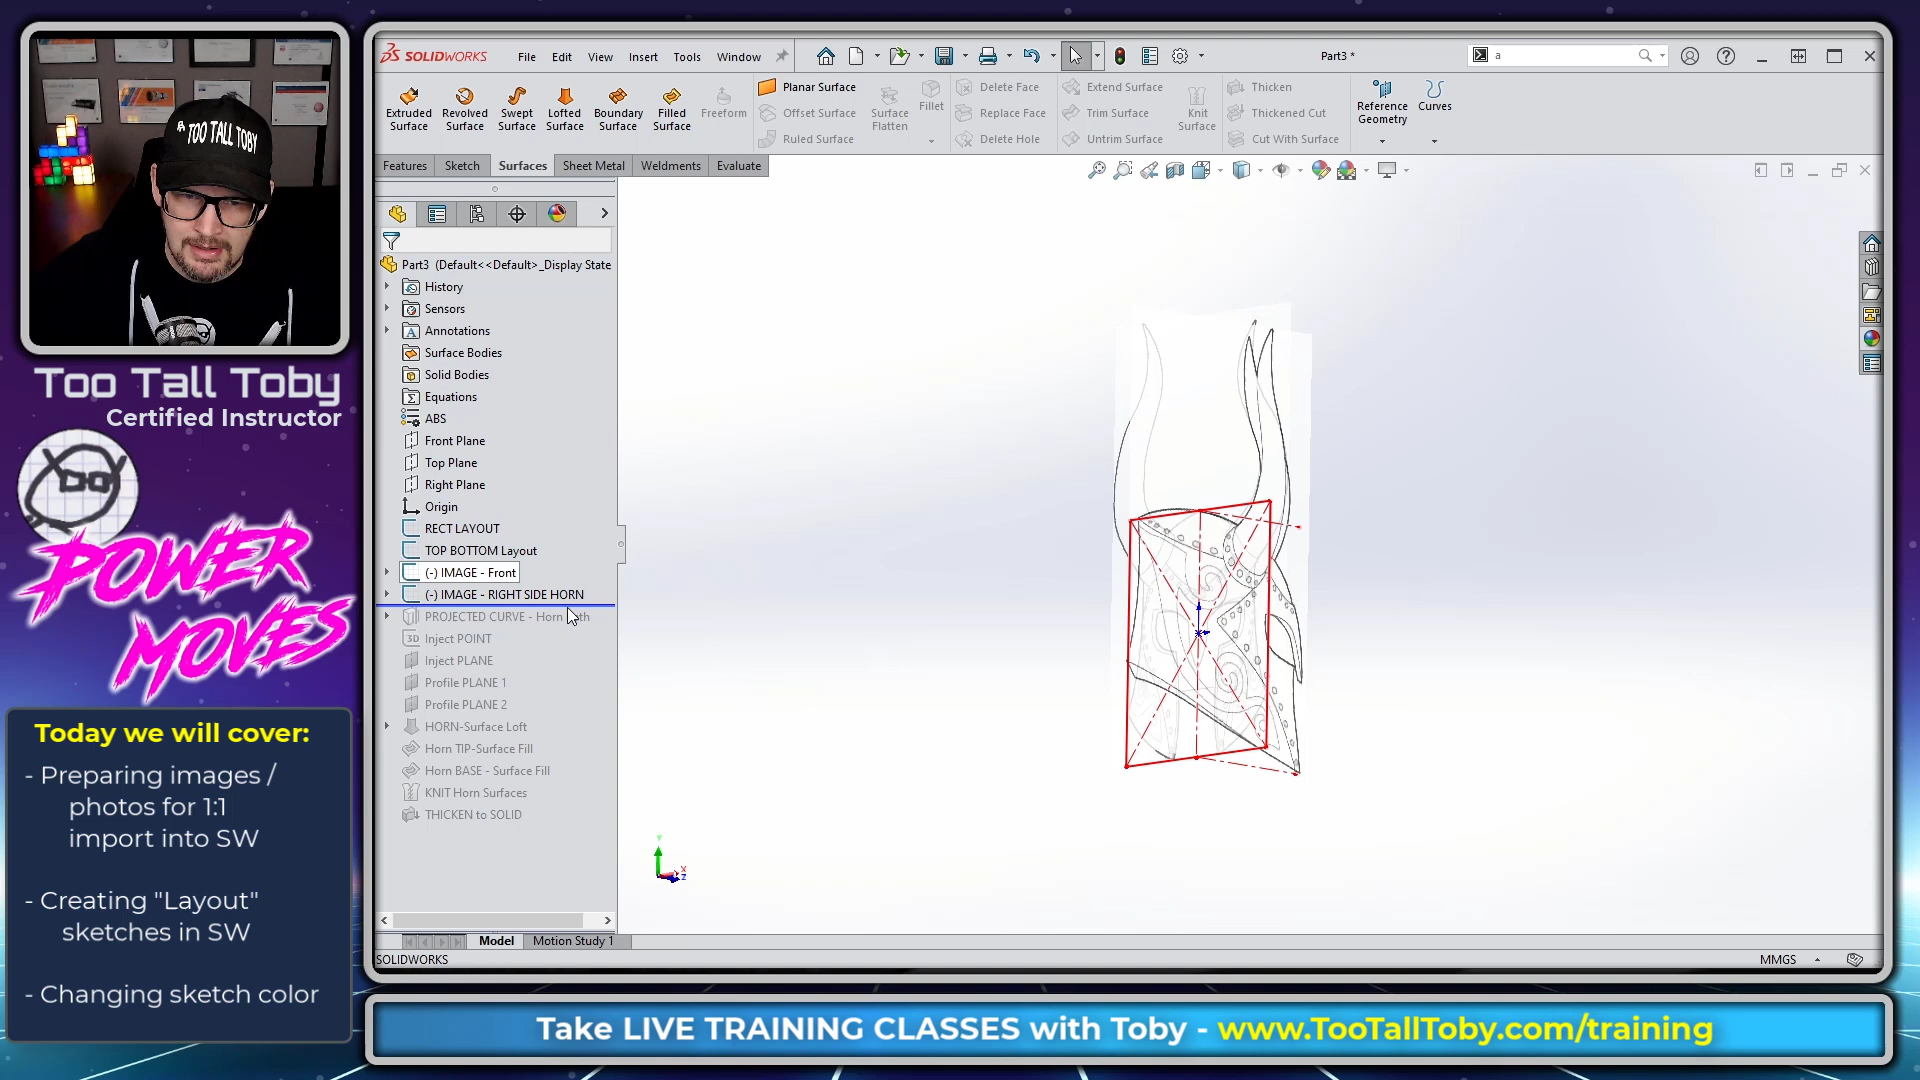 SOLIDWORKS File Edit View Insert Tools Window Part3 * a
Extruded Surface
Revolved Surface
Swept Surface
Lofted Surface
Boundary Surface
Filled Surface
Freeform
Planar Surface
Offset Surface
Ruled Surface
Surface Flatten
Fillet
Delete Face
Replace Face
Delete Hole
Extend Surface
Trim Surface
Untrim Surface
Knit Surface
Thicken
Thickened Cut
Cut With Surface
Reference Geometry
Curves
Features Sketch Surfaces Sheet Metal Weldments Evaluate
Part3 (Default<<Default>_Display State
History
Sensors
Annotations
Surface Bodies
Solid Bodies
Equations
ABS
Front Plane
Top Plane
Right Plane
Origin
RECT LAYOUT
TOP BOTTOM Layout
(-) IMAGE - Front
(-) IMAGE - RIGHT SIDE HORN
PROJECTED CURVE - Horn
Inject POINT
Inject PLANE
Profile PLANE 1
Profile PLANE 2
HORN-Surface Loft
Horn TIP-Surface Fill
Horn BASE - Surface Fill
KNIT Horn Surfaces
THICKEN to SOLID
Model Motion Study 1
SOLIDWORKS
MMGS
TOO TALL TOBY
Too Tall Toby
Certified Instructor
POWER
MOVES
Today we will cover:
- Preparing images /
photos for 1:1
import into SW
- Creating "Layout"
sketches in SW
- Changing sketch color
Take LIVE TRAINING CLASSES with Toby - www.TooTallToby.com/training